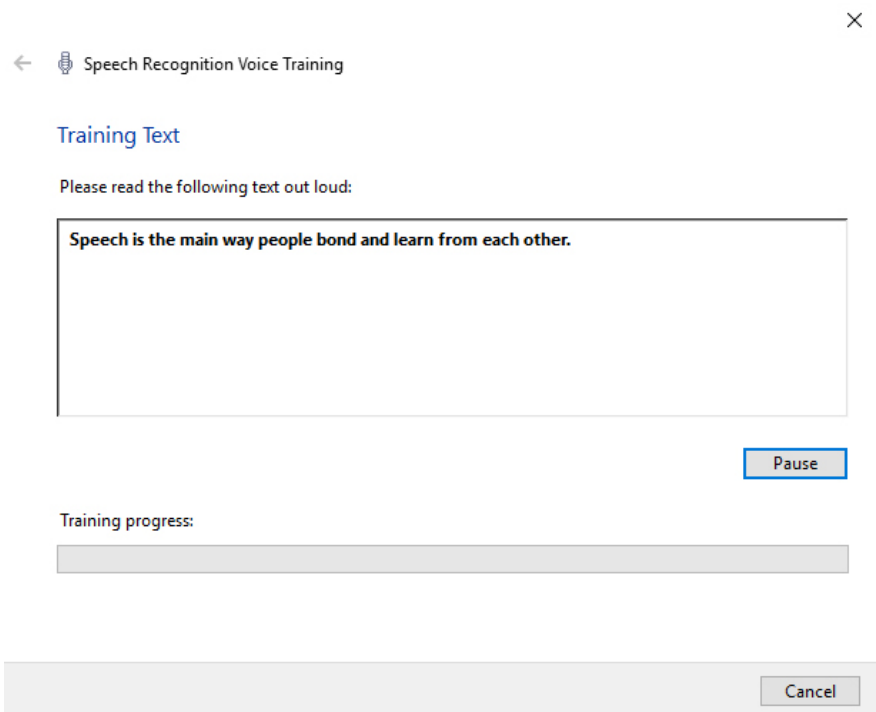 Speech Recognition Voice Training
Training Text
Please read the following text out loud:
Speech is the main way people bond and learn from each other.
Pause
Training progress:
Cancel